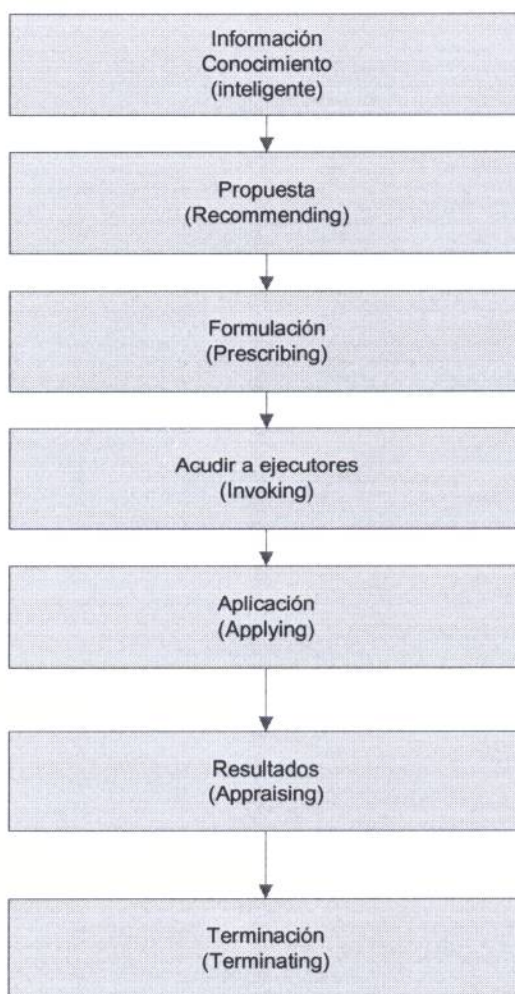 Información
Conocimiento
(inteligente)
Propuesta
(Recommending)
Formulación
(Prescribing)
Acudir a ejecutores
(Invoking)
Aplicación
(Applying)
Resultados
(Appraising)
Terminación
(Terminating)